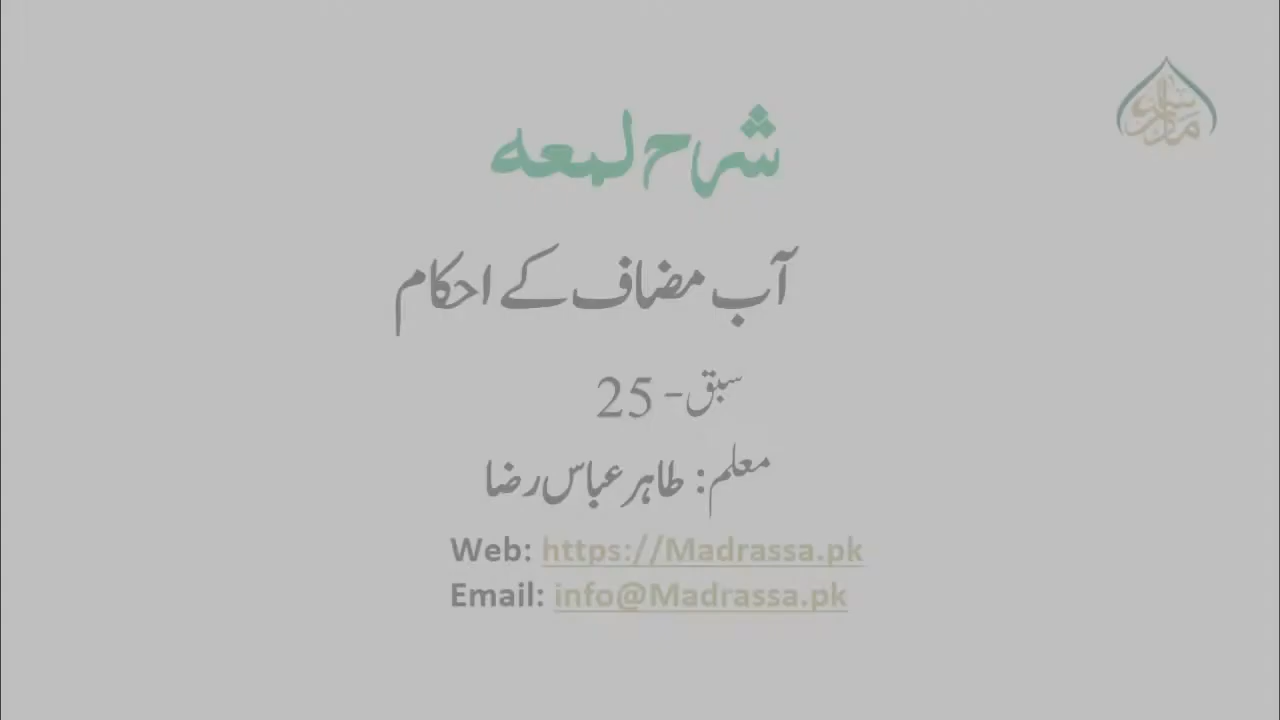 شرح لمعہ
آب مضاف کے احکام
سبق - 25
معلم: طاہر عباس رضا
Web: https://Madrassa.pk
Email: info@Madrassa.pk